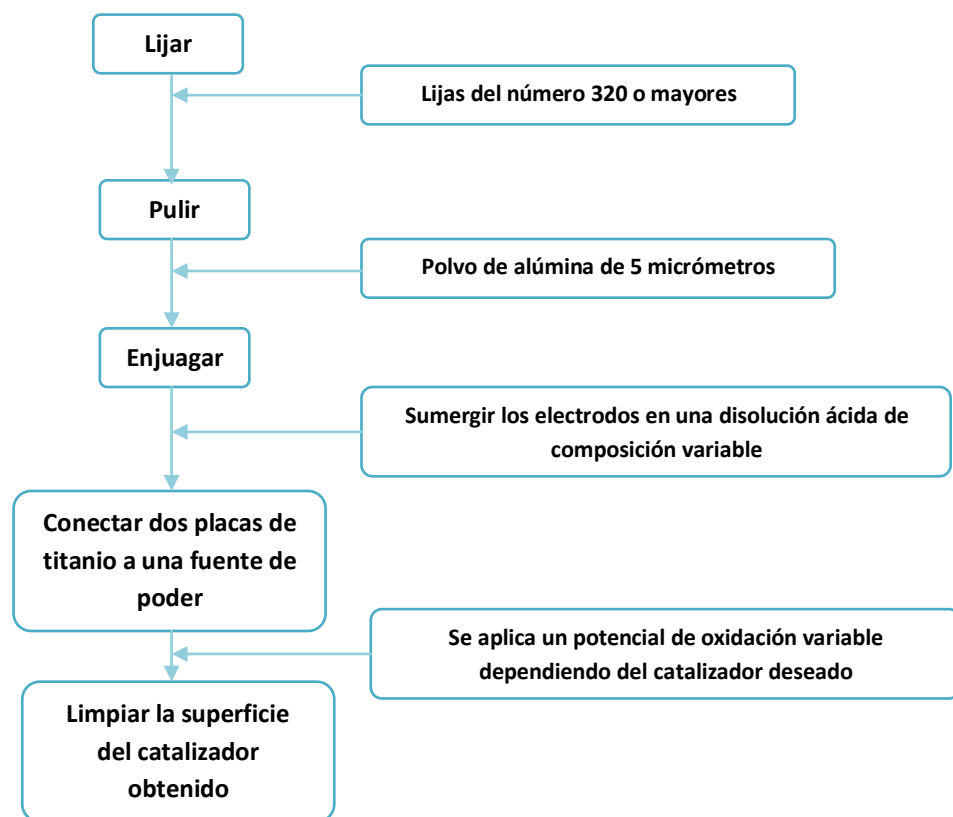 Lijar
Lijas del número 320 o mayores
Pulir
Polvo de alúmina de 5 micrómetros
Enjuagar
Sumergir los electrodos en una disolución ácida de
composición variable
Conectar dos placas de
titanio a una fuente de
poder
Se aplica un potencial de oxidación variable
dependiendo del catalizador deseado
Limpiar la superficie
del catalizador
obtenido